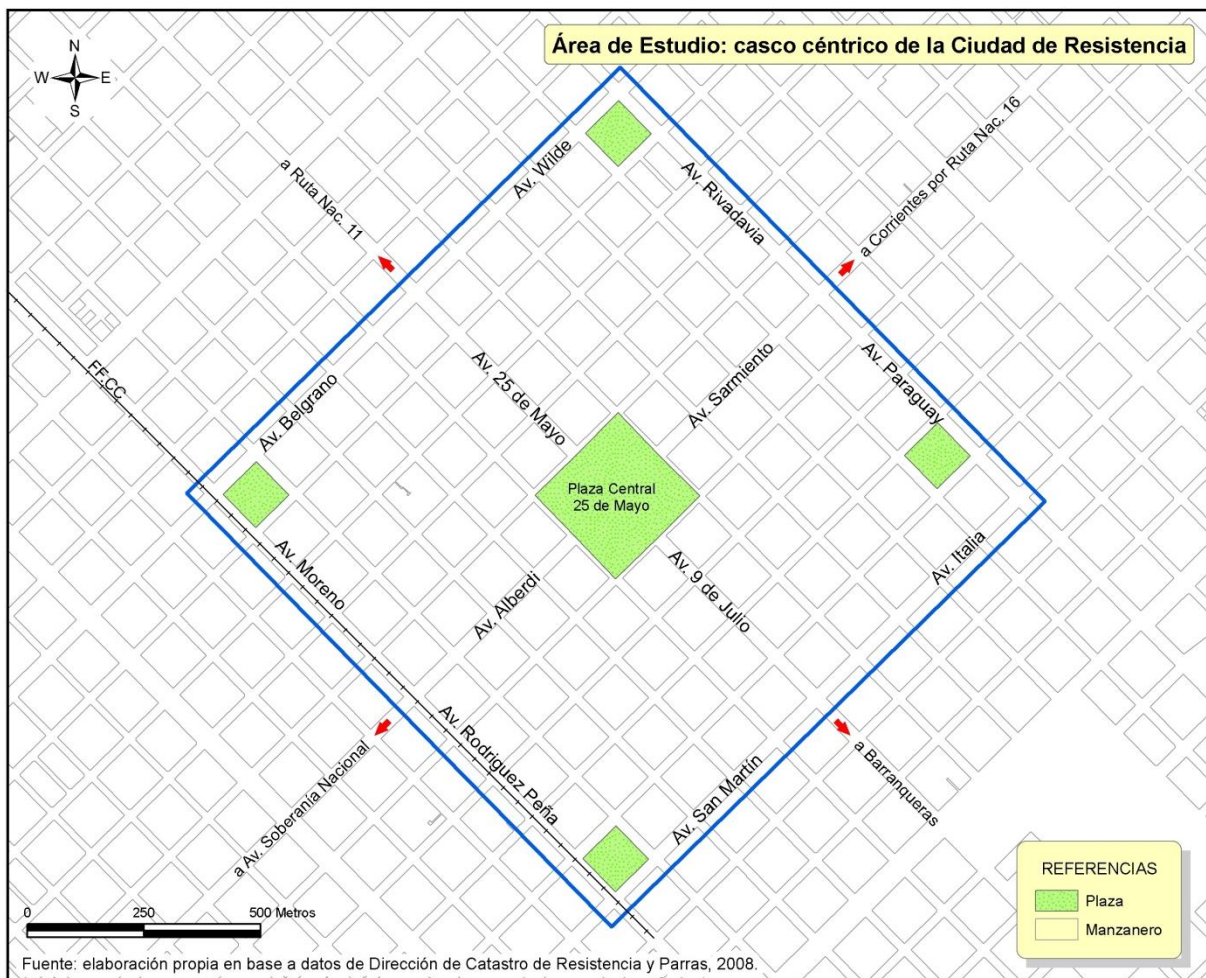 Área de Estudio: casco céntrico de la Ciudad de Resistencia
N
W
E
S
a Ruta Nac. 11
Av. Wilde
Av. Rivadavia
a Corrientes por Ruta Nac. 16
FF.CC
Av. Belgrano
Av. 25 de Mayo
Av. Sarmiento
Av. Paraguay
Plaza Central
25 de Mayo
Av. Moreno
Av. Alberdi
Av. 9 de Julio
Av. Italia
Av. Rodriguez Peña
a Av. Soberanía Nacional
Av. San Martín
a Barranqueras
REFERENCIAS
Plaza
Manzanero
0 250 500 Metros
Fuente: elaboración propia en base a datos de Dirección de Catastro de Resistencia y Parras, 2008.